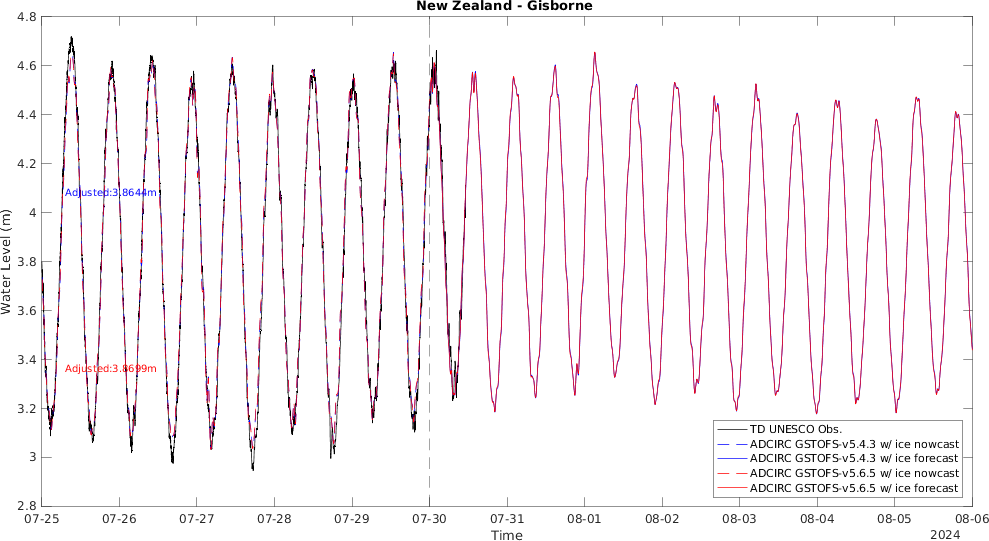 New Zealand - Gisborne
4.8
4.6
4.4
4.2
4
3.8
3.6
3.4
3.2
3
2.8
Water Level (m)
Adjusted:3.8644m
Adjusted:3.8699m
TD UNESCO Obs.
ADCIRC GSTOFS-v5.4.3 w/ ice nowcast
ADCIRC GSTOFS-v5.4.3 w/ ice forecast
ADCIRC GSTOFS-v5.6.5 w/ ice nowcast
ADCIRC GSTOFS-v5.6.5 w/ ice forecast
07-25 07-26 07-27 07-28 07-29 07-30 07-31 08-01 08-02 08-03 08-04 08-05 08-06
Time
2024